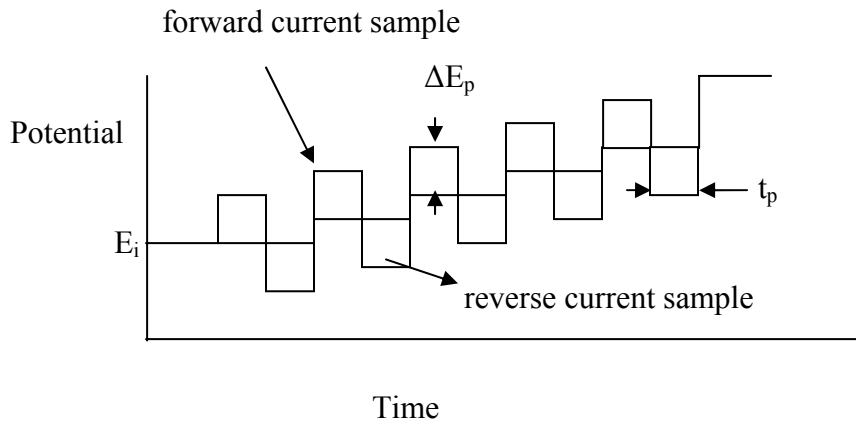 forward current sample
ΔEₚ
Potential
tₚ
Eᵢ
reverse current sample
Time